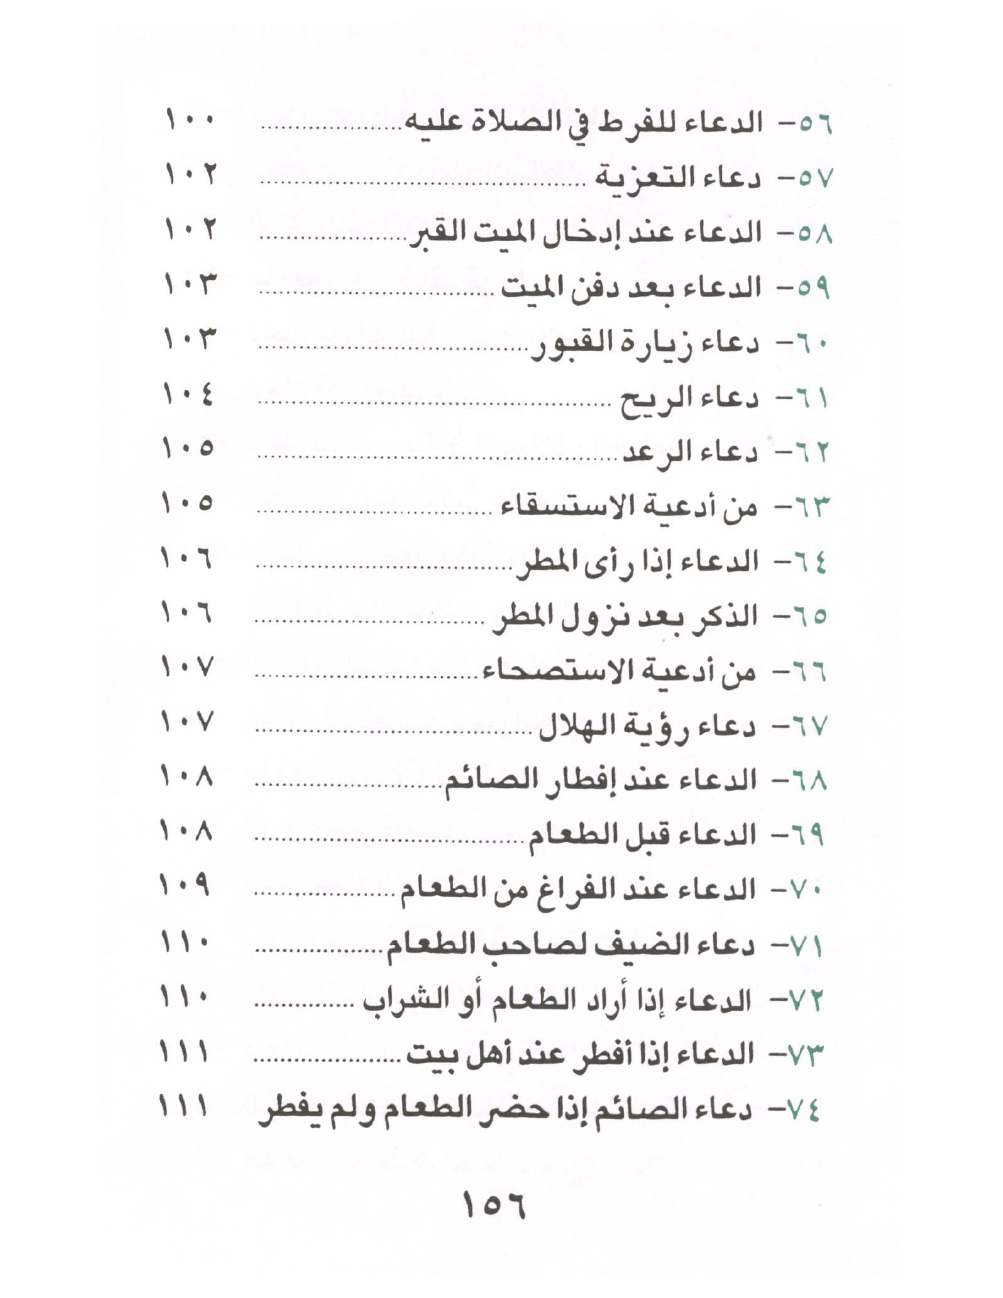 ٥٦- الدعاء للفرط في الصلاة عليه .................. ١٠٠
٥٧- دعاء التعزية .......................................... ١٠٢
٥٨- الدعاء عند إدخال الميت القبر ................... ١٠٢
٥٩- الدعاء بعد دفن الميت .............................. ١٠٣
٦٠- دعاء زيارة القبور ................................... ١٠٣
٦١- دعاء الريح ............................................. ١٠٤
٦٢- دعاء الرعد .............................................. ١٠٥
٦٣- من أدعية الاستسقاء .............................. ١٠٥
٦٤- الدعاء إذا رأى المطر ................................. ١٠٦
٦٥- الذكر بعد نزول المطر .............................. ١٠٦
٦٦- من أدعية الاستصحاء ............................. ١٠٧
٦٧- دعاء رؤية الهلال .................................... ١٠٧
٦٨- الدعاء عند إفطار الصائم ........................ ١٠٨
٦٩- الدعاء قبل الطعام ................................... ١٠٨
٧٠- الدعاء عند الفراغ من الطعام .................. ١٠٩
٧١- دعاء الضيف لصاحب الطعام ................ ١١٠
٧٢- الدعاء إذا أراد الطعام أو الشراب ............. ١١٠
٧٣- الدعاء إذا أفطر عند أهل بيت ................... ١١١
٧٤- دعاء الصائم إذا حضر الطعام ولم يفطر ١١١
١٥٦